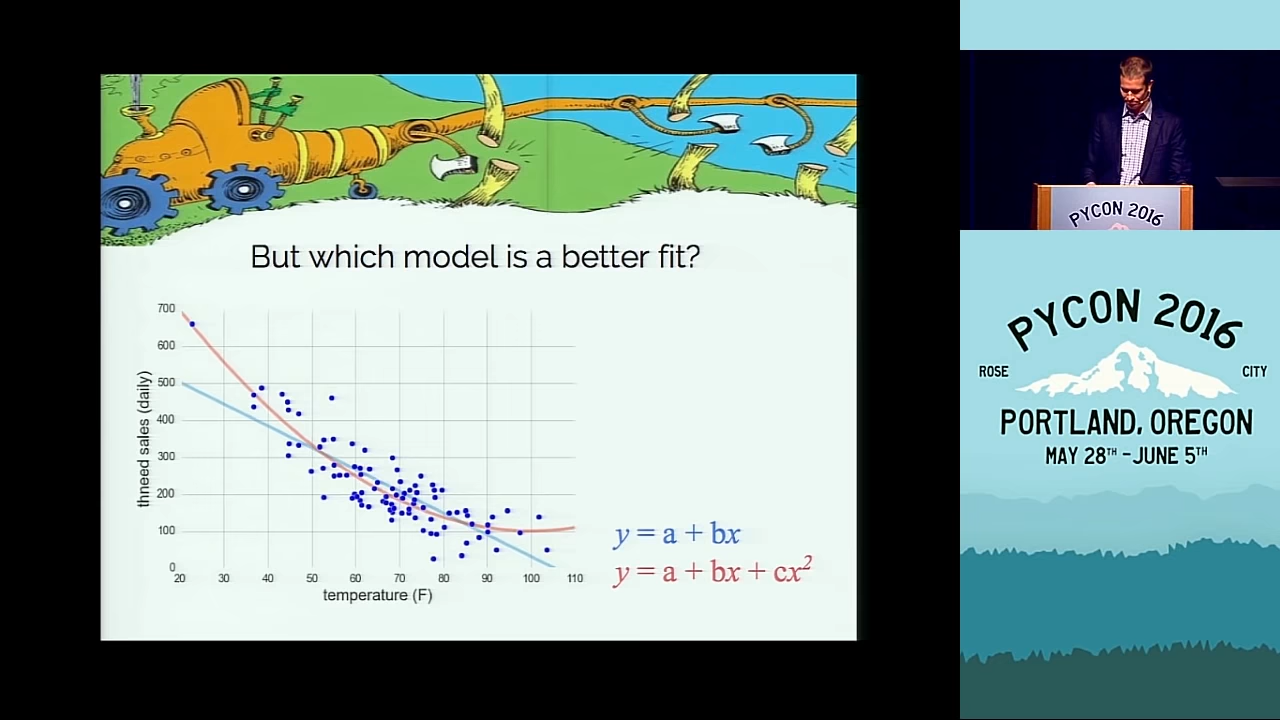 But which model is a better fit?
700
600
500
400
300
200
100
0
thneed sales (daily)
20 30 40 50 60 70 80 90 100 110
temperature (F)
y = a + bx
y = a + bx + cx²
PYCON 2016
PYCON 2016
ROSE CITY
PORTLAND, OREGON
MAY 28TH - JUNE 5TH